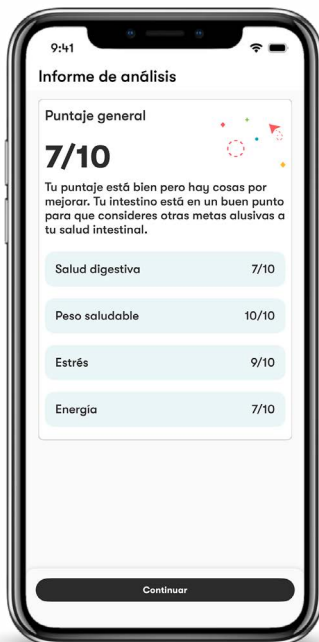 9:41
Informe de análisis
Puntaje general
7/10
Tu puntaje está bien pero hay cosas por
mejorar. Tu intestino está en un buen punto
para que consideres otras metas alusivas a
tu salud intestinal.
Salud digestiva 7/10
Peso saludable 10/10
Estrés 9/10
Energía 7/10
Continuar